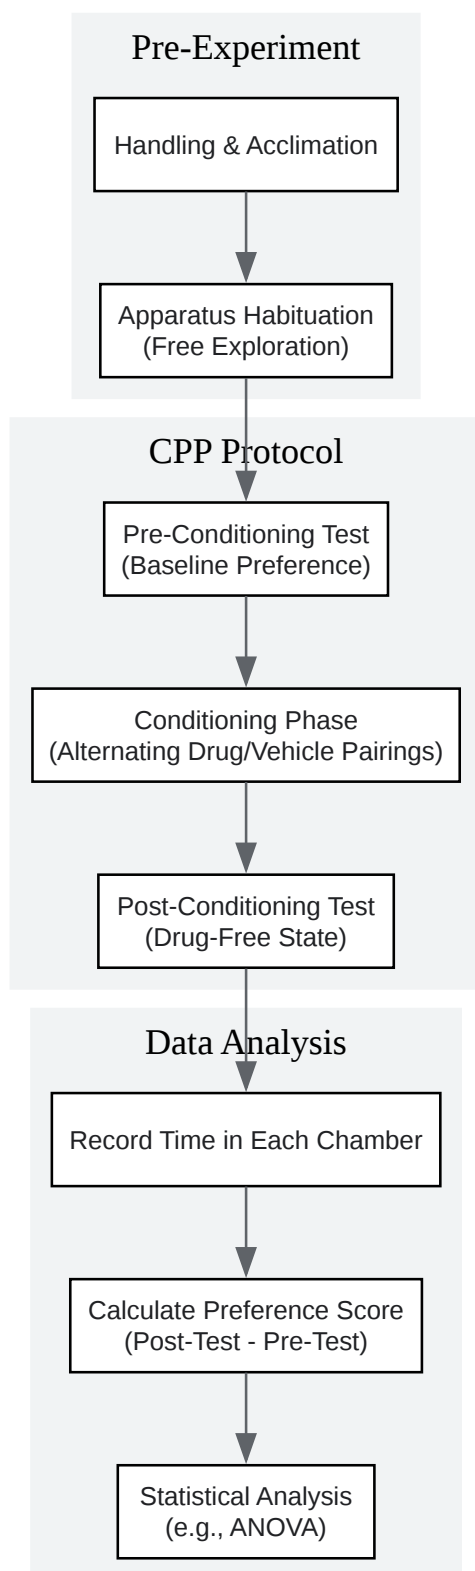 Pre-Experiment
Handling & Acclimation
Apparatus Habituation
(Free Exploration)
CPP Protocol
Pre-Conditioning Test
(Baseline Preference)
Conditioning Phase
(Alternating Drug/Vehicle Pairings)
Post-Conditioning Test
(Drug-Free State)
Data Analysis
Record Time in Each Chamber
Calculate Preference Score
(Post-Test - Pre-Test)
Statistical Analysis
(e.g., ANOVA)